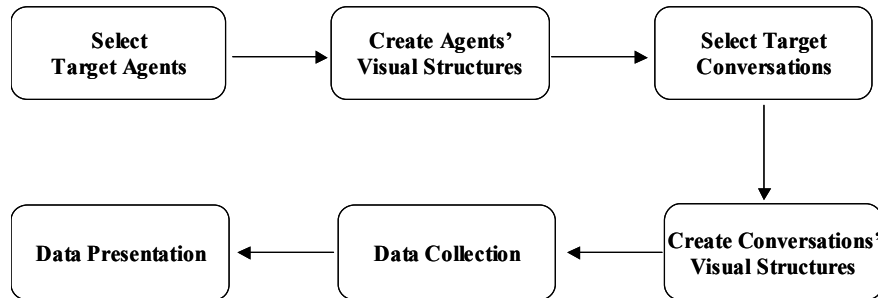 Select
Target Agents
Create Agents'
Visual Structures
Select Target
Conversations
Create Conversations'
Visual Structures
Data Collection
Data Presentation